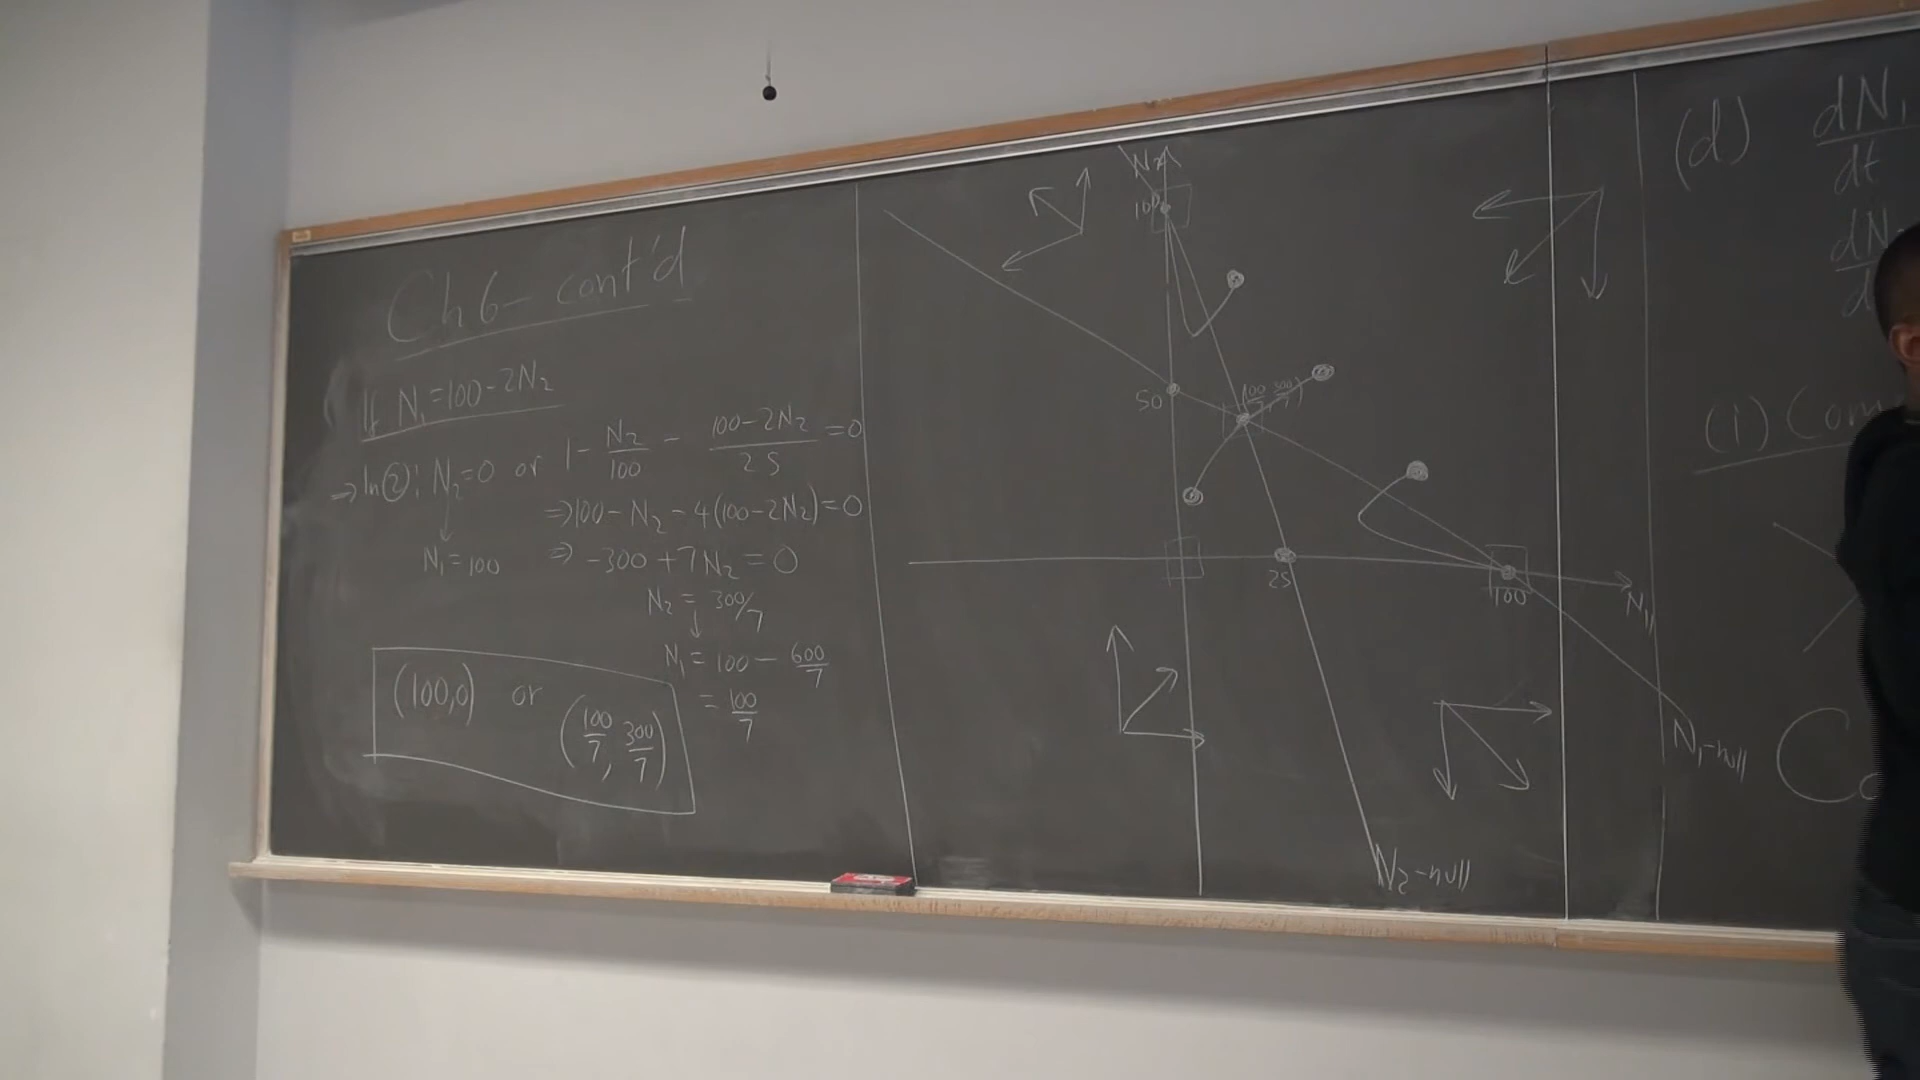 Ch 6 - cont'd
If N₁=100-2N₂
⇒ In ②: N₂=0 or 1 - N₂/100 - (100-2N₂)/25 = 0
⇒ 100 - N₂ - 4(100-2N₂) = 0
↓
N₁=100
⇒ -300 + 7N₂ = 0
N₂ = 300/7
↓
N₁ = 100 - 600/7
= 100/7
(100,0) or (100/7, 300/7)
N₂
100
50
(100/7, 300/7)
25
100
N₁
N₁-null
N₂-null
(d) dN₁/dt
(i) Com